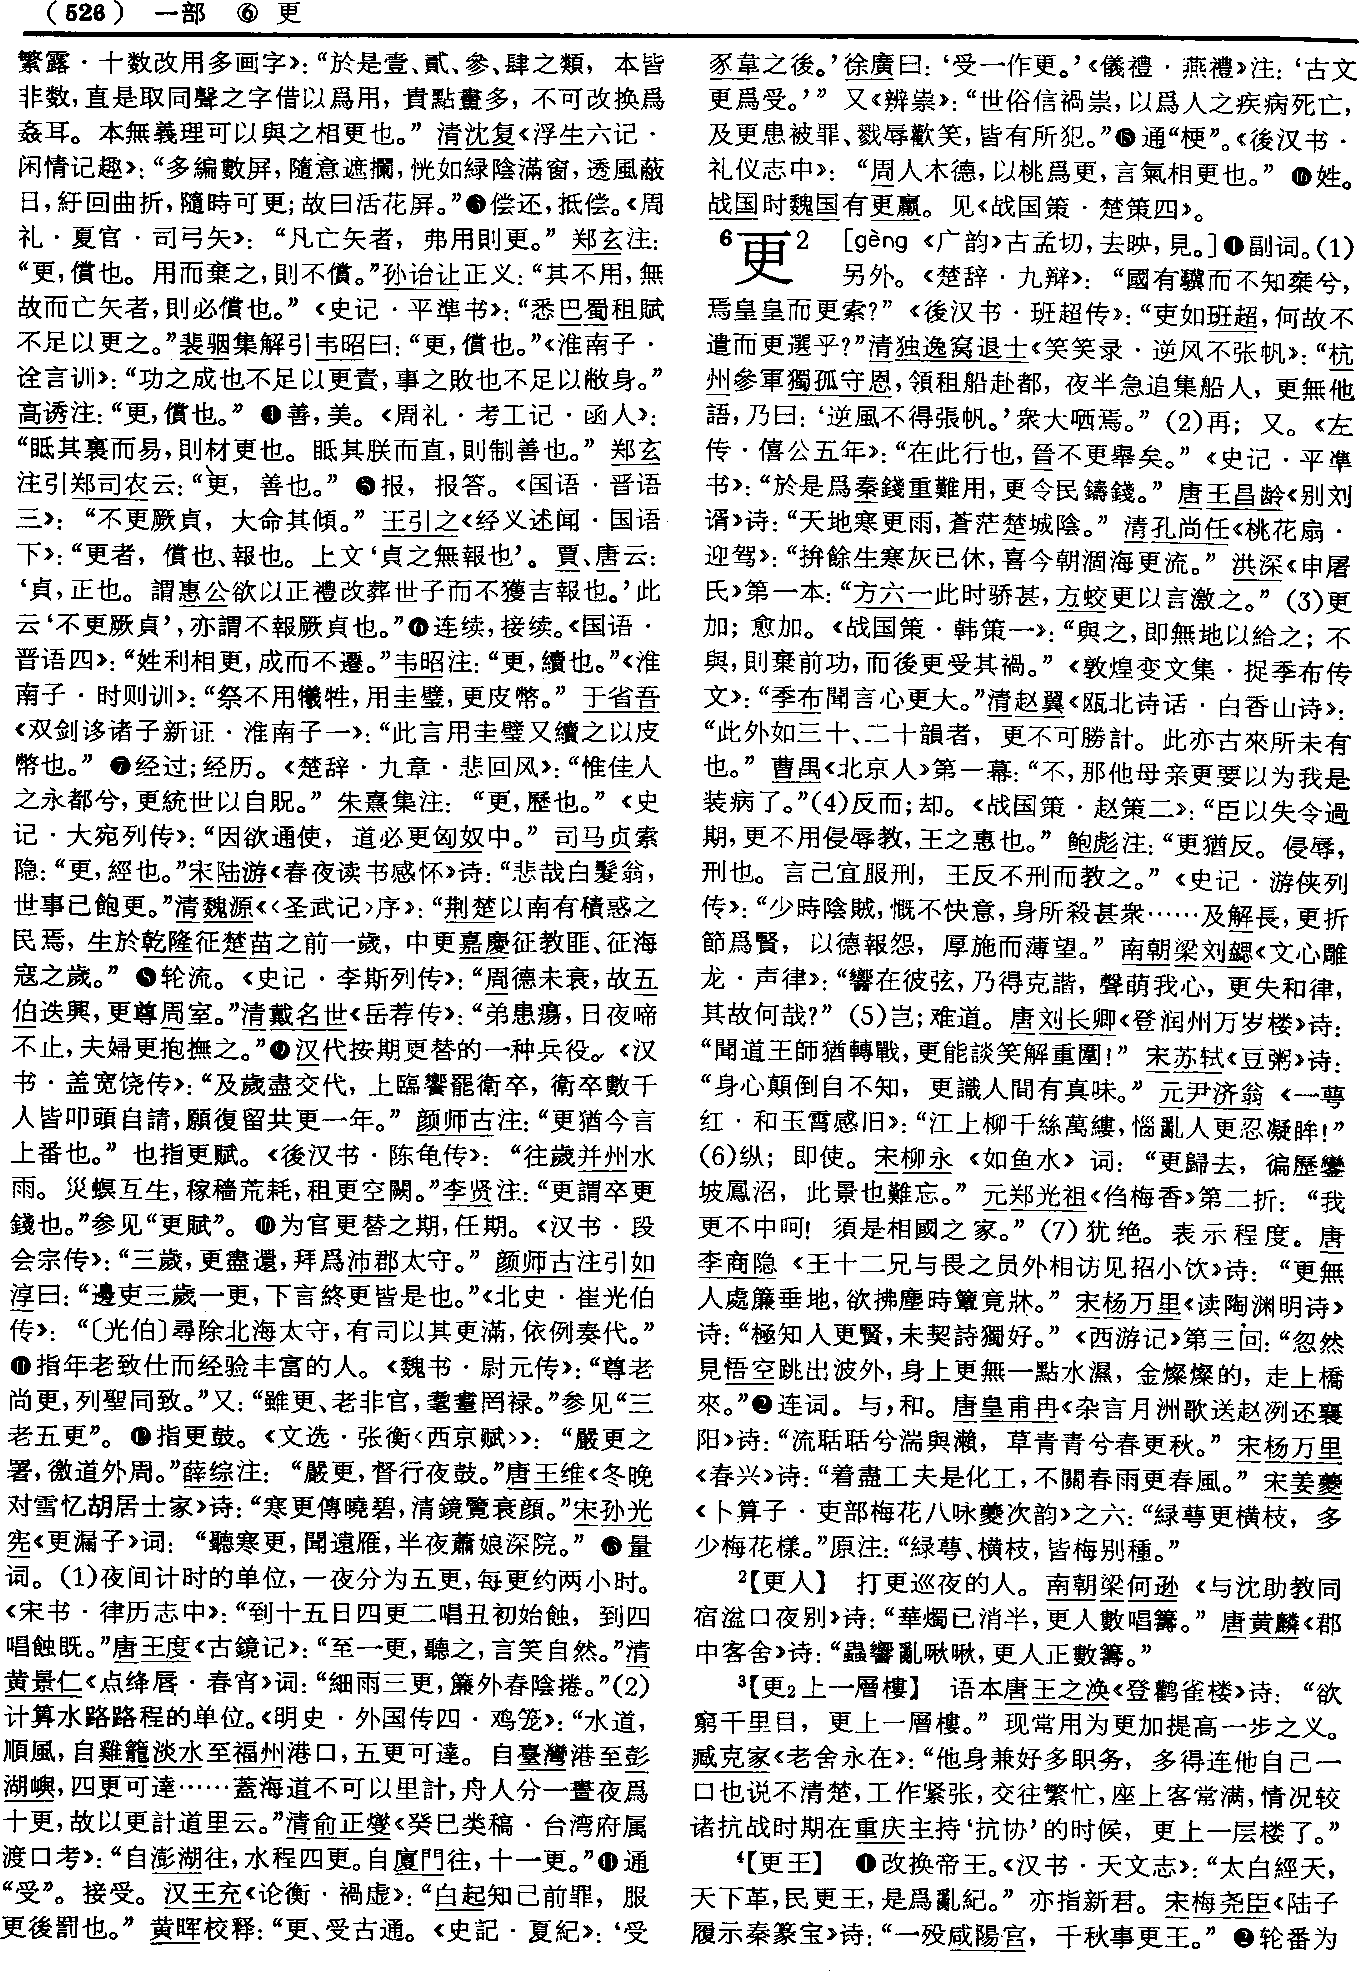 （526） 一部 ⑥ 更
繁露·十数改用多画字》：“於是壹、貳、參、肆之類，本皆
非数，直是取同聲之字借以爲用，貴點畫多，不可改换爲
姦耳。本無義理可以與之相更也。”清沈复《浮生六记·
闲情记趣》：“多編數屏，隨意遮攔，恍如緑陰滿窗，透風蔽
日，紆回曲折，隨時可更；故曰活花屏。”❸偿还，抵偿。《周
礼·夏官·司弓矢》：“凡亡矢者，弗用則更。”郑玄注：
“更，償也。用而棄之，則不償。”孙诒让正义：“其不用，無
故而亡矢者，則必償也。”《史记·平準书》：“悉巴蜀租賦
不足以更之。”裴骃集解引韦昭曰：“更，償也。”《淮南子·
诠言训》：“功之成也不足以更責，事之敗也不足以敝身。”
高诱注：“更，償也。”❹善，美。《周礼·考工记·函人》：
“眂其裏而易，則材更也。眂其朕而直，則制善也。”郑玄
注引郑司农云：“更，善也。”❺报，报答。《国语·晋语
三》：“不更厥貞，大命其傾。”王引之《经义述闻·国语
下》：“更者，償也、報也。上文‘貞之無報也’。賈、唐云：
‘貞，正也。謂惠公欲以正禮改葬世子而不獲吉報也。’此
云‘不更厥貞’，亦謂不報厥貞也。”❻连续，接续。《国语·
晋语四》：“姓利相更，成而不遷。”韦昭注：“更，續也。”《淮
南子·时则训》：“祭不用犧牲，用圭璧，更皮幣。”于省吾
《双剑诊诸子新证·淮南子一》：“此言用圭璧又續之以皮
幣也。”❼经过；经历。《楚辞·九章·悲回风》：“惟佳人
之永都兮，更統世以自貺。”朱熹集注：“更，歷也。”《史
记·大宛列传》：“因欲通使，道必更匈奴中。”司马贞索
隐：“更，經也。”宋陆游《春夜读书感怀》诗：“悲哉白髮翁，
世事已飽更。”清魏源《〈圣武记〉序》：“荆楚以南有積惑之
民焉，生於乾隆征楚苗之前一歲，中更嘉慶征教匪、征海
寇之歲。”❽轮流。《史记·李斯列传》：“周德未衰，故五
伯迭興，更尊周室。”清戴名世《岳荐传》：“弟患瘍，日夜啼
不止，夫婦更抱撫之。”❾汉代按期更替的一种兵役。《汉
书·盖宽饶传》：“及歲盡交代，上臨饗罷衛卒，衛卒數千
人皆叩頭自請，願復留共更一年。”颜师古注：“更猶今言
上番也。”也指更赋。《後汉书·陈龟传》：“往歲并州水
雨。災螟互生，稼穡荒耗，租更空闕。”李贤注：“更謂卒更
錢也。”参见“更赋”。❿为官更替之期，任期。《汉书·段
会宗传》：“三歲，更盡還，拜爲沛郡太守。”颜师古注引如
淳曰：“邊吏三歲一更，下言終更皆是也。”《北史·崔光伯
传》：“〔光伯〕尋除北海太守，有司以其更滿，依例奏代。”
⓫指年老致仕而经验丰富的人。《魏书·尉元传》：“尊老
尚更，列聖同致。”又：“雖更、老非官，耄耋罔禄。”参见“三
老五更”。⓬指更鼓。《文选·张衡〈西京赋〉》：“嚴更之
署，徼道外周。”薛综注：“嚴更，督行夜鼓。”唐王维《冬晚
对雪忆胡居士家》诗：“寒更傳曉碧，清鏡覽衰顔。”宋孙光
宪《更漏子》词：“聽寒更，聞遠雁，半夜蕭娘深院。”⓭量
词。(1)夜间计时的单位，一夜分为五更，每更约两小时。
《宋书·律历志中》：“到十五日四更二唱丑初始蝕，到四
唱蝕既。”唐王度《古鏡记》：“至一更，聽之，言笑自然。”清
黄景仁《点绛唇·春宵》词：“細雨三更，簾外春陰捲。”(2)
计算水路路程的单位。《明史·外国传四·鸡笼》：“水道，
順風，自雞籠淡水至福州港口，五更可達。自臺灣港至彭
湖嶼，四更可達……蓋海道不可以里計，舟人分一晝夜爲
十更，故以更計道里云。”清俞正燮《癸巳类稿·台湾府属
渡口考》：“自澎湖往，水程四更。自廈門往，十一更。”⓮通
“受”。接受。汉王充《论衡·禍虚》：“白起知己前罪，服
更後罰也。”黄晖校释：“更、受古通。《史記·夏紀》：‘受
豕韋之後。’徐廣曰：‘受一作更。’《儀禮·燕禮》注：‘古文
更爲受。’”又《辨祟》：“世俗信禍祟，以爲人之疾病死亡，
及更患被罪、戮辱歡笑，皆有所犯。”⓯通“梗”。《後汉书·
礼仪志中》：“周人木德，以桃爲更，言氣相更也。”⓰姓。
战国时魏国有更羸。见《战国策·楚策四》。
6更2 ［gèng《广韵》古孟切，去映，見。］❶副词。(1)
另外。《楚辞·九辩》：“國有驥而不知椉兮，
焉皇皇而更索？”《後汉书·班超传》：“吏如班超，何故不
遣而更選乎？”清独逸窝退士《笑笑录·逆风不张帆》：“杭
州參軍獨孤守恩，領租船赴都，夜半急追集船人，更無他
語，乃曰：‘逆風不得張帆。’衆大哂焉。”(2)再；又。《左
传·僖公五年》：“在此行也，晉不更舉矣。”《史记·平準
书》：“於是爲秦錢重難用，更令民鑄錢。”唐王昌龄《别刘
谞》诗：“天地寒更雨，蒼茫楚城陰。”清孔尚任《桃花扇·
迎驾》：“拚餘生寒灰已休，喜今朝涸海更流。”洪深《申屠
氏》第一本：“方六一此时骄甚，方蛟更以言激之。”(3)更
加；愈加。《战国策·韩策一》：“與之，即無地以給之；不
與，則棄前功，而後更受其禍。”《敦煌变文集·捉季布传
文》：“季布聞言心更大。”清赵翼《瓯北诗话·白香山诗》：
“此外如三十、二十韻者，更不可勝計。此亦古來所未有
也。”曹禺《北京人》第一幕：“不，那他母亲更要以为我是
装病了。”(4)反而；却。《战国策·赵策二》：“臣以失令過
期，更不用侵辱教，王之惠也。”鲍彪注：“更猶反。侵辱，
刑也。言己宜服刑，王反不刑而教之。”《史记·游侠列
传》：“少時陰賊，慨不快意，身所殺甚衆……及解長，更折
節爲賢，以德報怨，厚施而薄望。”南朝梁刘勰《文心雕
龙·声律》：“響在彼弦，乃得克諧，聲萌我心，更失和律，
其故何哉？”(5)岂；难道。唐刘长卿《登润州万岁楼》诗：
“聞道王師猶轉戰，更能談笑解重圍！”宋苏轼《豆粥》诗：
“身心顛倒自不知，更識人間有真味。”元尹济翁《一萼
红·和玉霄感旧》：“江上柳千絲萬縷，惱亂人更忍凝眸！”
(6)纵；即使。宋柳永《如鱼水》词：“更歸去，徧歷鑾
坡鳳沼，此景也難忘。”元郑光祖《㑇梅香》第二折：“我
更不中呵！須是相國之家。”(7)犹绝。表示程度。唐
李商隐《王十二兄与畏之员外相访见招小饮》诗：“更無
人處簾垂地，欲拂塵時簟竟牀。”宋杨万里《读陶渊明诗》
诗：“極知人更賢，未契詩獨好。”《西游记》第三回：“忽然
見悟空跳出波外，身上更無一點水濕，金燦燦的，走上橋
來。”❷连词。与，和。唐皇甫冉《杂言月洲歌送赵冽还襄
阳》诗：“流聒聒兮湍與瀨，草青青兮春更秋。”宋杨万里
《春兴》诗：“着盡工夫是化工，不關春雨更春風。”宋姜夔
《卜算子·吏部梅花八咏夔次韵》之六：“緑萼更横枝，多
少梅花樣。”原注：“緑萼、横枝，皆梅别種。”
2【更人】 打更巡夜的人。南朝梁何逊《与沈助教同
宿湓口夜别》诗：“華燭已消半，更人數唱籌。”唐黄麟《郡
中客舍》诗：“蟲響亂啾啾，更人正數籌。”
3【更2上一層樓】 语本唐王之涣《登鹳雀楼》诗：“欲
窮千里目，更上一層樓。”现常用为更加提高一步之义。
臧克家《老舍永在》：“他身兼好多职务，多得连他自己一
口也说不清楚，工作紧张，交往繁忙，座上客常满，情况较
诸抗战时期在重庆主持‘抗协’的时候，更上一层楼了。”
4【更王】 ❶改换帝王。《汉书·天文志》：“太白經天，
天下革，民更王，是爲亂紀。”亦指新君。宋梅尧臣《陆子
履示秦篆宝》诗：“一殁咸陽宫，千秋事更王。”❷轮番为